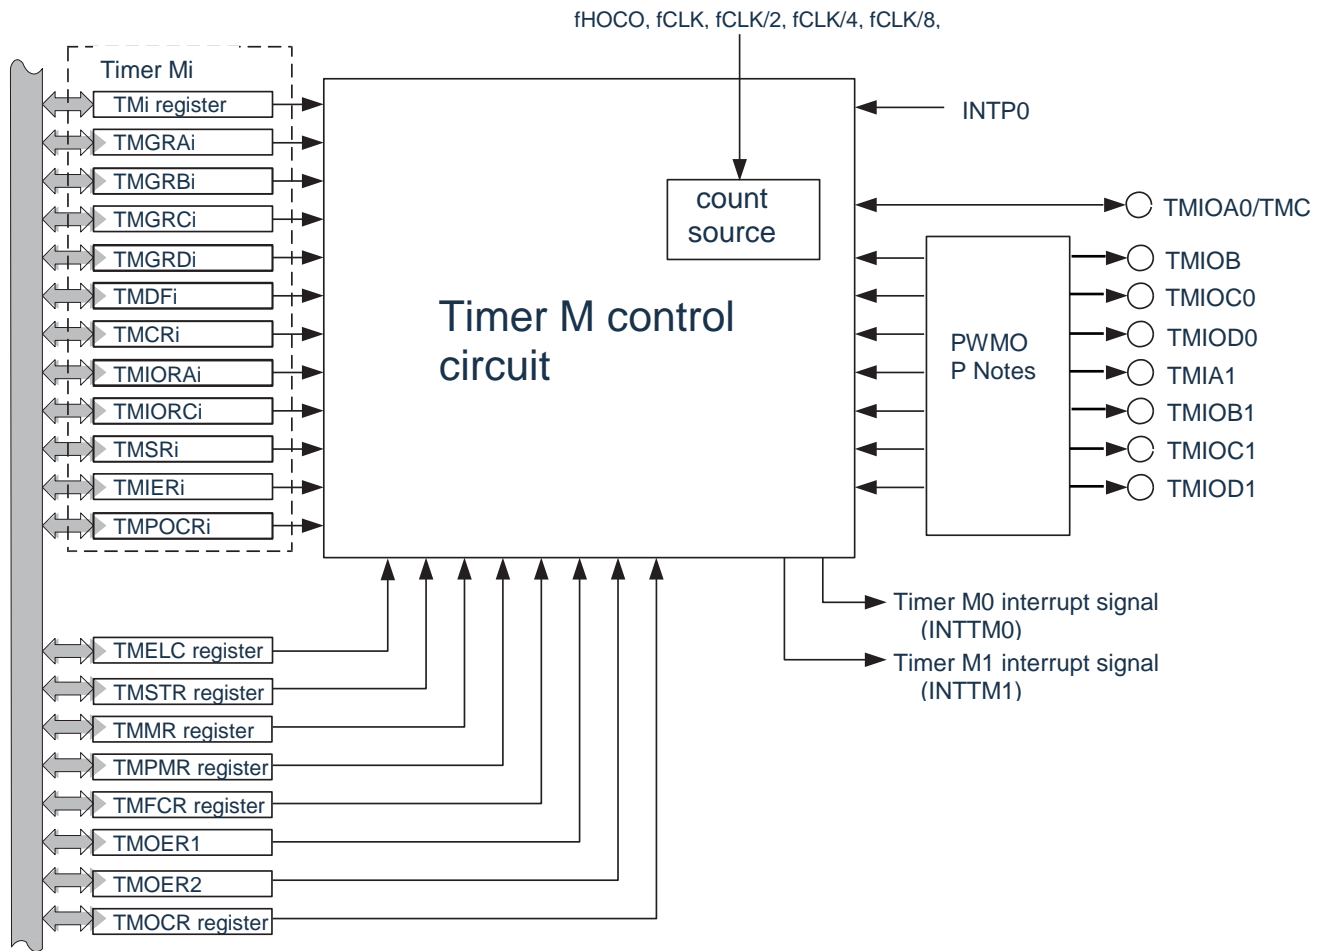 fHOCO, fCLK, fCLK/2, fCLK/4, fCLK/8,
Timer Mi
TMi register
TMGRAi
TMGRBi
TMGRCi
TMGRDi
TMDFi
TMCRi
TMIORAi
TMIORCi
TMSRi
TMIERi
TMPOCRi
count
source
Timer M control
circuit
INTP0
TMIOA0/TMC
PWMO
P Notes
TMIOB
TMIOC0
TMIOD0
TMIA1
TMIOB1
TMIOC1
TMIOD1
Timer M0 interrupt signal
(INTTM0)
Timer M1 interrupt signal
(INTTM1)
TMELC register
TMSTR register
TMMR register
TMPMR register
TMFCR register
TMOER1
TMOER2
TMOCR register